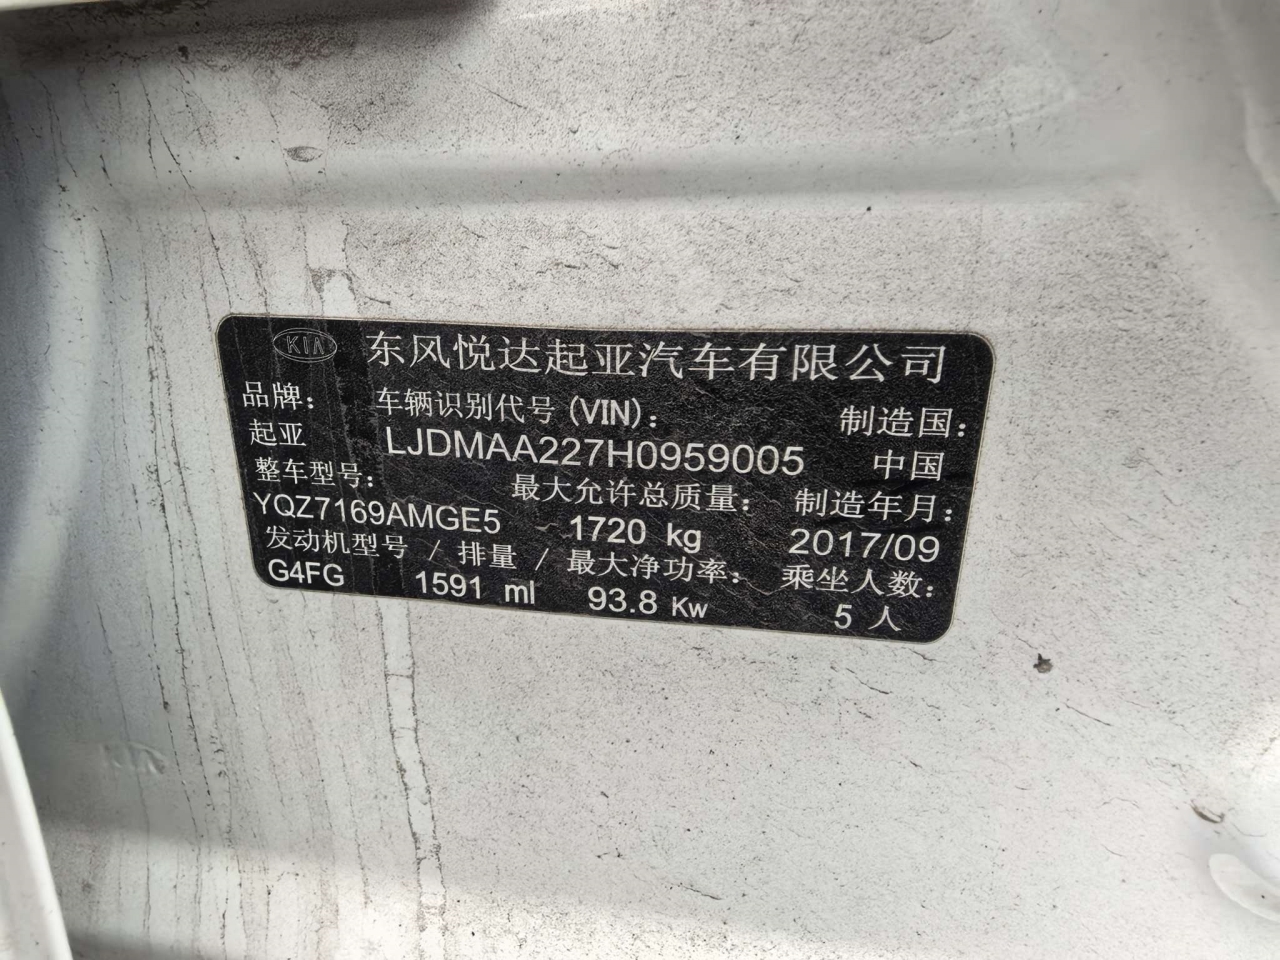 KIA 东风悦达起亚汽车有限公司
品牌： 车辆识别代号 (VIN)： 制造国：
起亚 LJDMAA227H0959005 中国
整车型号： 最大允许总质量： 制造年月：
YQZ7169AMGE5 1720 kg 2017/09
发动机型号 / 排量 / 最大净功率： 乘坐人数：
G4FG 1591 ml 93.8 Kw 5 人